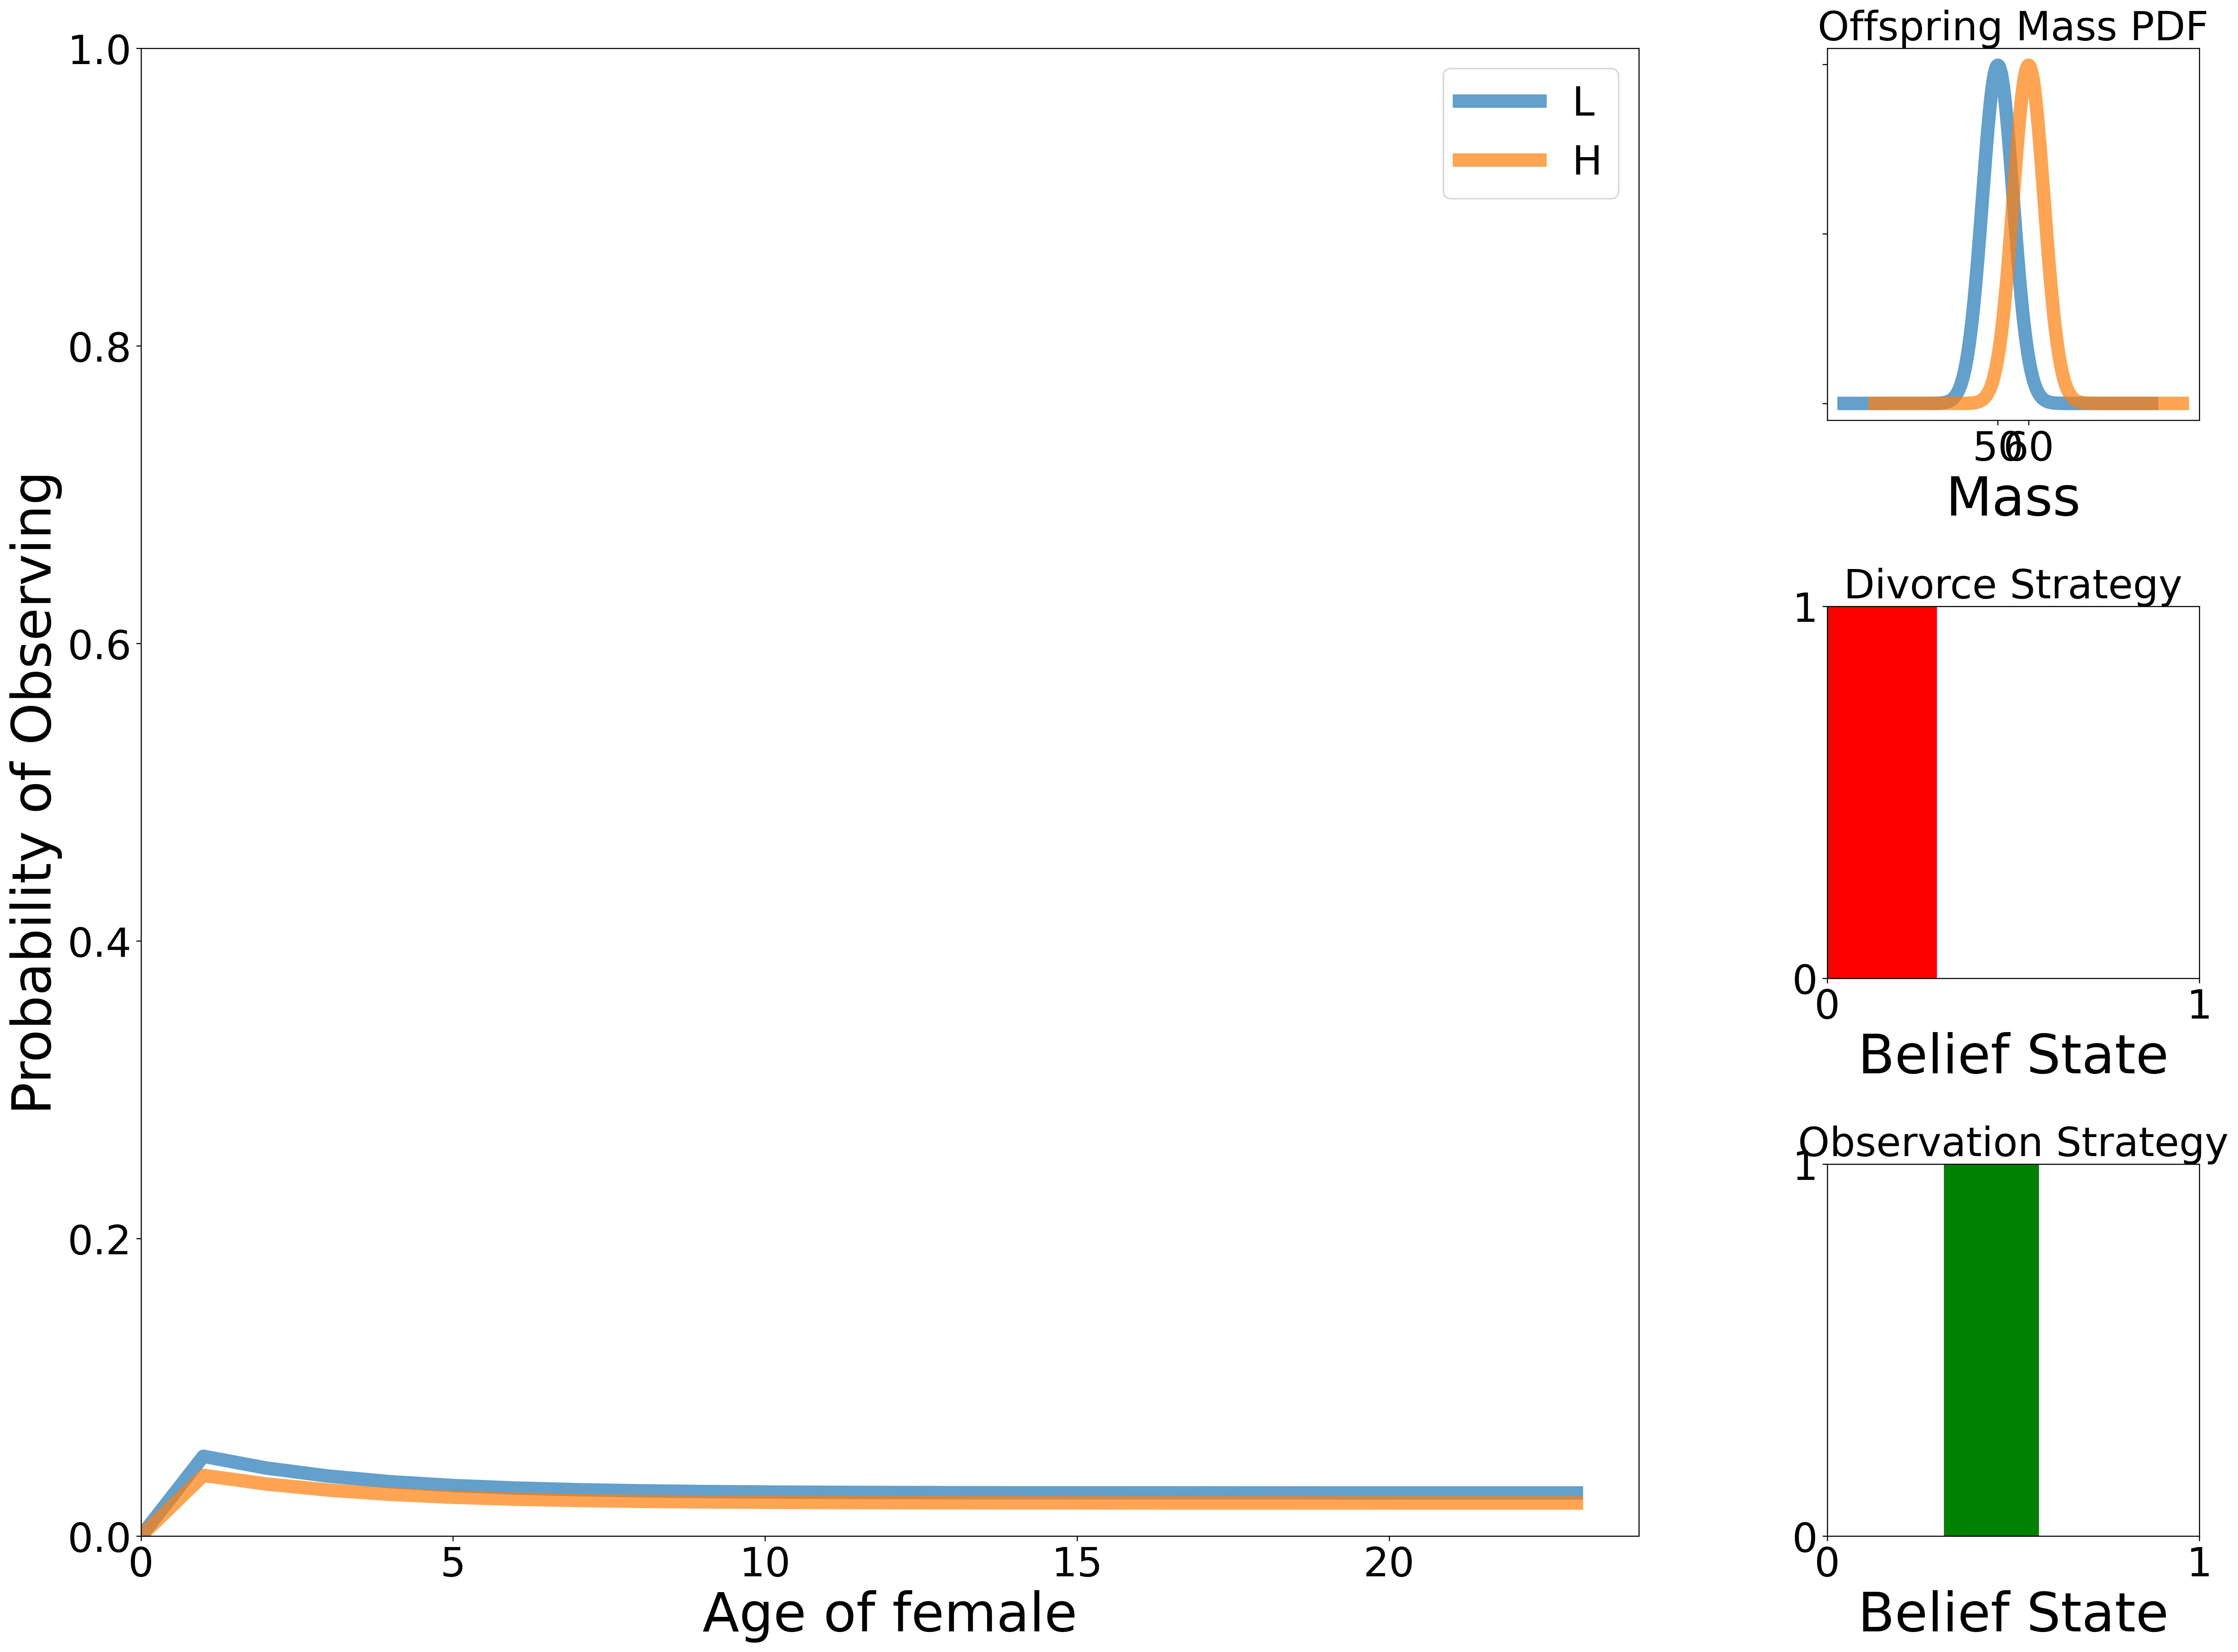 Probability of Observing
1.0
0.8
0.6
0.4
0.2
0.0
0 5 10 15 20
Age of female
L
H
Offspring Mass PDF
50 60
Mass
Divorce Strategy
1
0
0 1
Belief State
Observation Strategy
1
0
0 1
Belief State